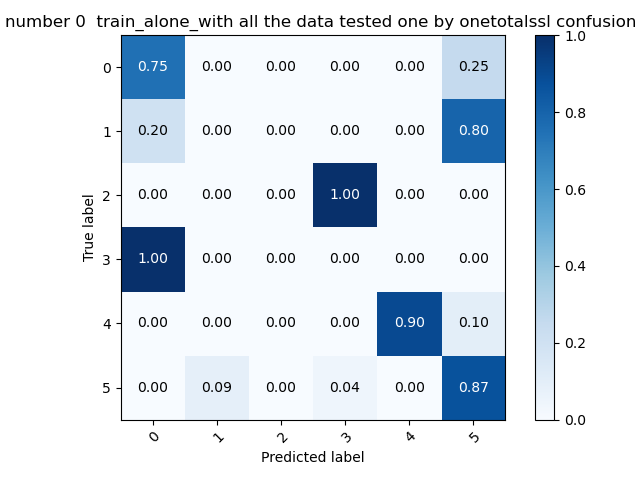 number 0  train_alone_with all the data tested one by onetotalssl confusion
1.0
0 0.75 0.00 0.00 0.00 0.00 0.25
0.8
1 0.20 0.00 0.00 0.00 0.00 0.80
2 0.00 0.00 0.00 1.00 0.00 0.00
0.6
True label
3 1.00 0.00 0.00 0.00 0.00 0.00
0.4
4 0.00 0.00 0.00 0.00 0.90 0.10
0.2
5 0.00 0.09 0.00 0.04 0.00 0.87
0.0
0 1 2 3 4 5
Predicted label